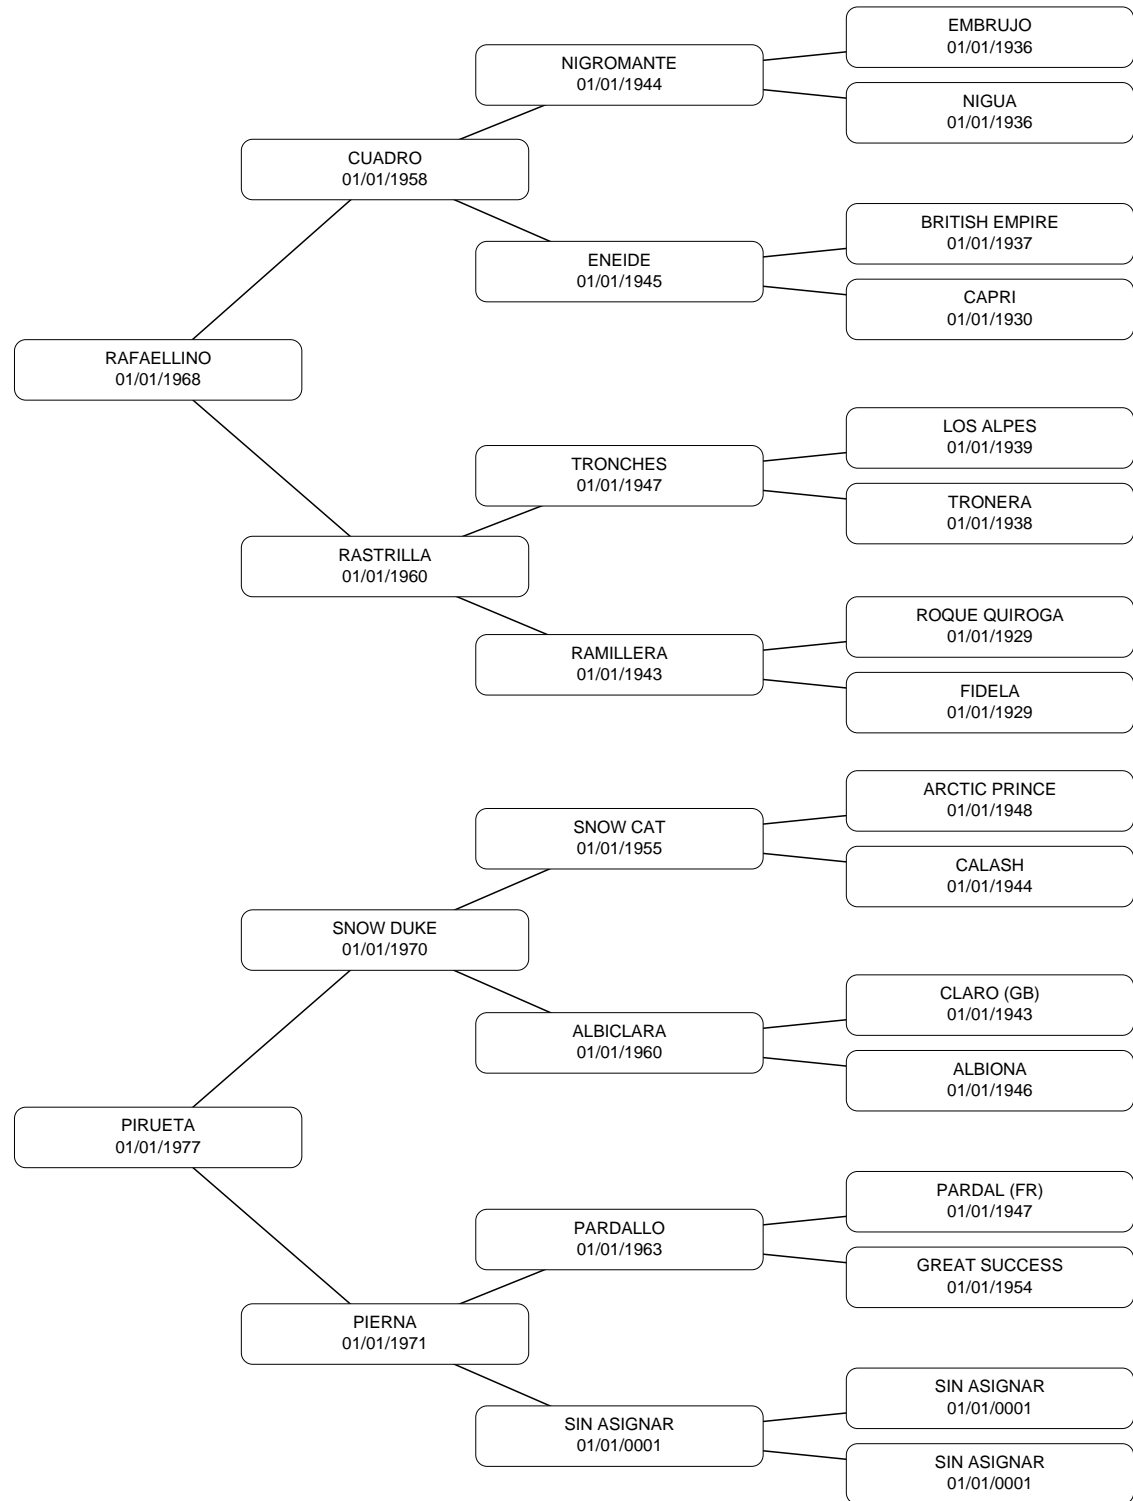 EMBRUJO
01/01/1936
NIGROMANTE
01/01/1944
NIGUA
01/01/1936
CUADRO
01/01/1958
BRITISH EMPIRE
01/01/1937
ENEIDE
01/01/1945
CAPRI
01/01/1930
RAFAELLINO
01/01/1968
LOS ALPES
01/01/1939
TRONCHES
01/01/1947
TRONERA
01/01/1938
RASTRILLA
01/01/1960
ROQUE QUIROGA
01/01/1929
RAMILLERA
01/01/1943
FIDELA
01/01/1929
ARCTIC PRINCE
01/01/1948
SNOW CAT
01/01/1955
CALASH
01/01/1944
SNOW DUKE
01/01/1970
CLARO (GB)
01/01/1943
ALBICLARA
01/01/1960
ALBIONA
01/01/1946
PIRUETA
01/01/1977
PARDAL (FR)
01/01/1947
PARDALLO
01/01/1963
GREAT SUCCESS
01/01/1954
PIERNA
01/01/1971
SIN ASIGNAR
01/01/0001
SIN ASIGNAR
01/01/0001
SIN ASIGNAR
01/01/0001